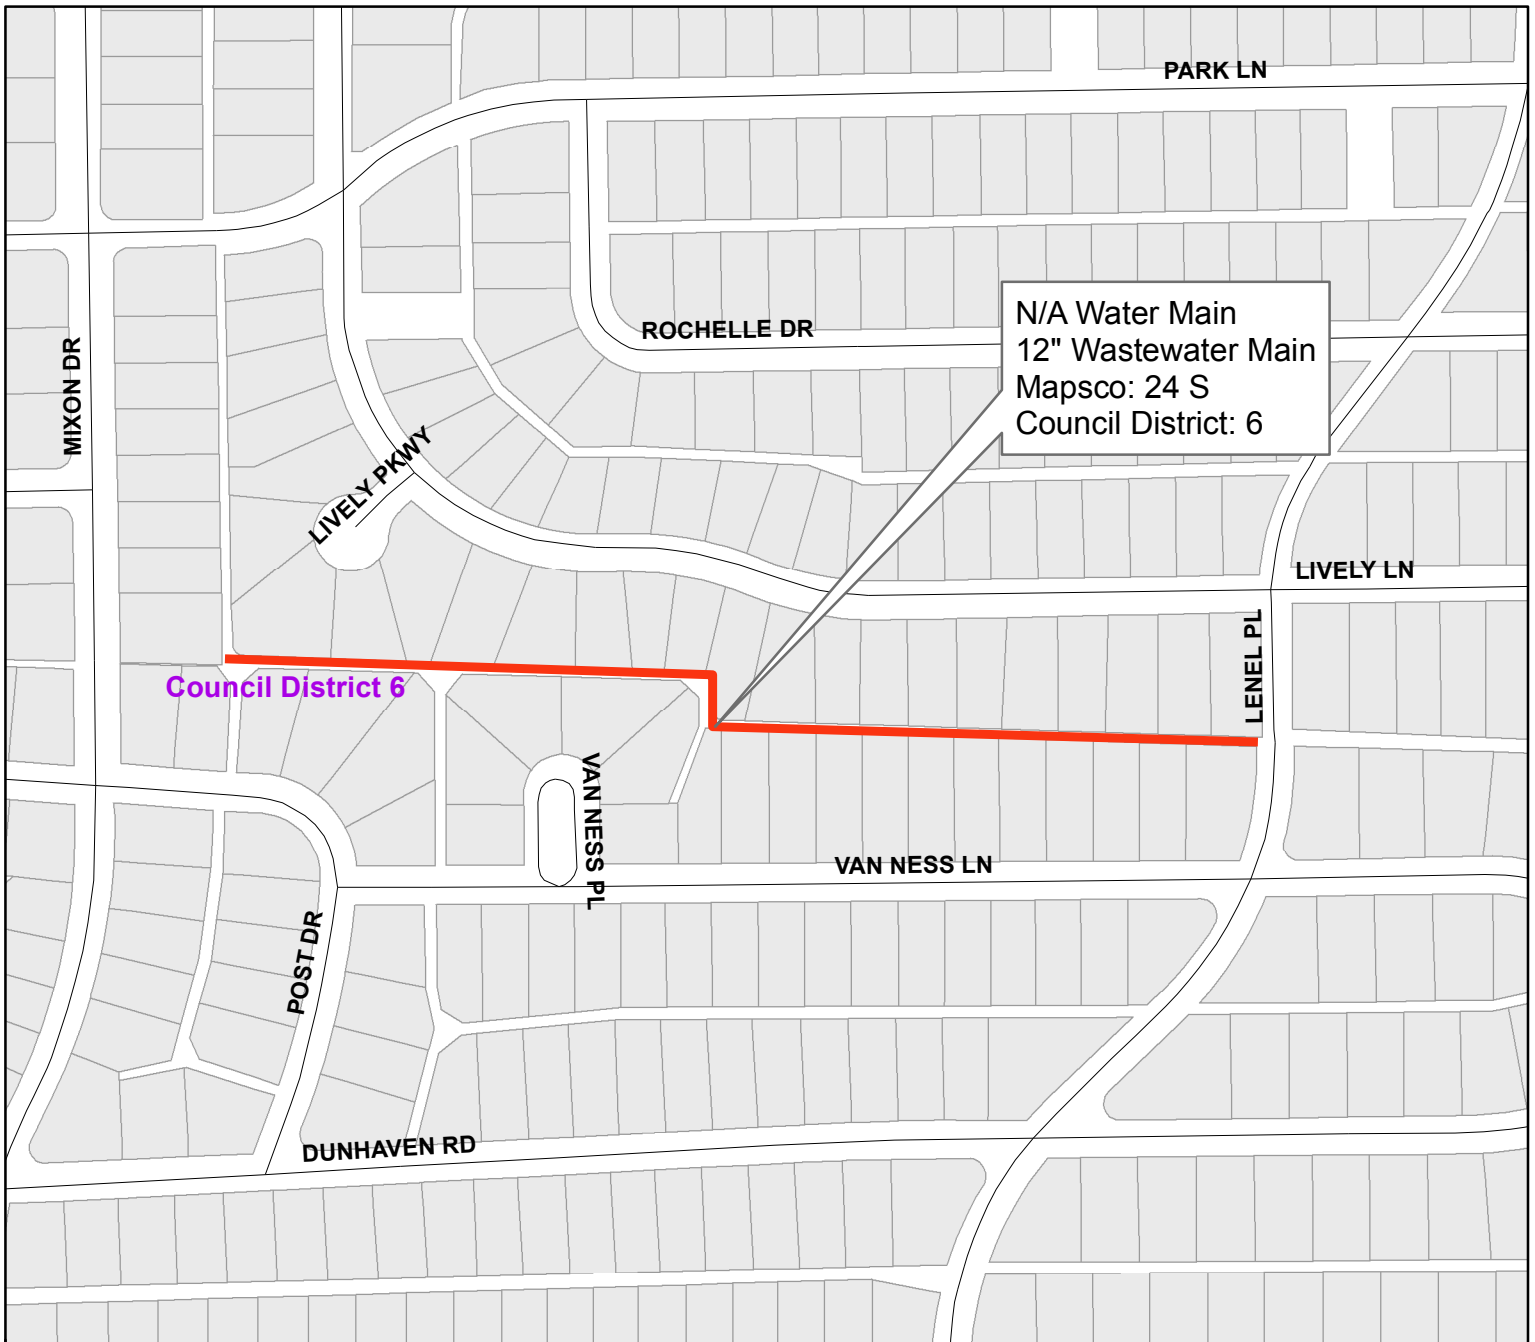 PARK LN
N/A Water Main
12" Wastewater Main
Mapsco: 24 S
Council District: 6
ROCHELLE DR
MIXON DR
LIVELY PKWY
LIVELY LN
LENEL PL
Council District 6
VAN NESS PL
VAN NESS LN
POST DR
DUNHAVEN RD